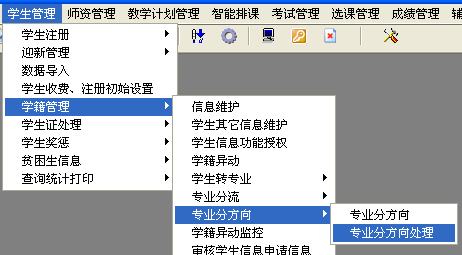 学生管理 师资管理 教学计划管理 智能排课 考试管理 选课管理 成绩管理 辅
学生注册
迎新管理
数据导入
学生收费、注册初始设置
学籍管理
学生证处理
学生奖惩
贫困生信息
查询统计打印
信息维护
学生其它信息维护
学生信息功能授权
学籍异动
学生转专业
专业分流
专业分方向
学籍异动监控
审核学生信息申请信息
专业分方向
专业分方向处理